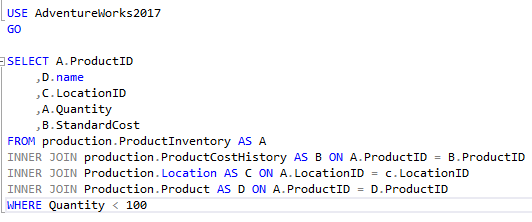 USE AdventureWorks2017
GO
SELECT A.ProductID
,D.name
,C.LocationID
,A.Quantity
,B.StandardCost
FROM production.ProductInventory AS A
INNER JOIN production.ProductCostHistory AS B ON A.ProductID = B.ProductID
INNER JOIN Production.Location AS C ON A.LocationID = c.LocationID
INNER JOIN Production.Product AS D ON A.ProductID = D.ProductID
WHERE Quantity < 100